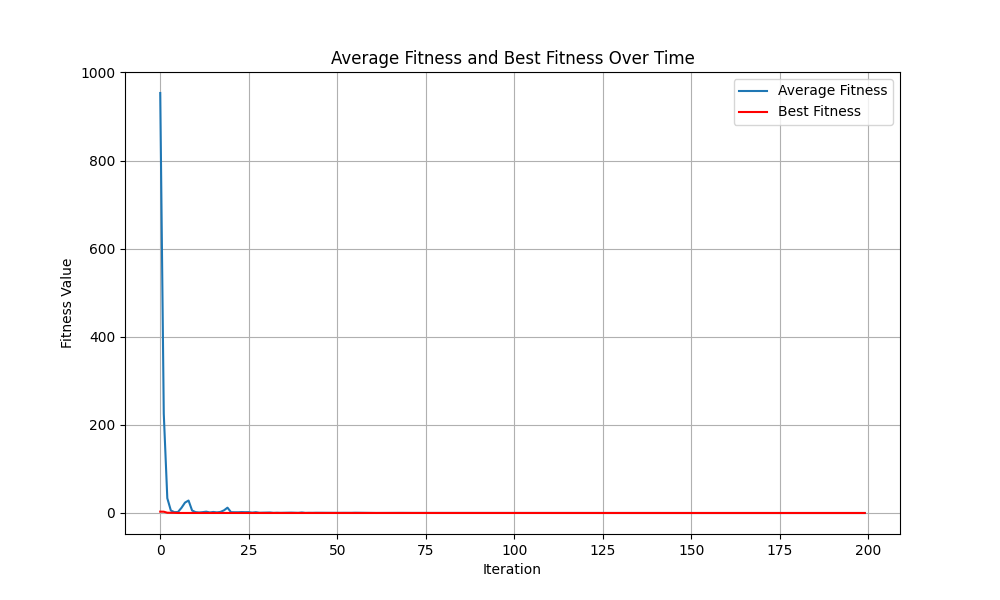 Average Fitness and Best Fitness Over Time
1000
800
600
400
200
0
Fitness Value
Average Fitness
Best Fitness
0 25 50 75 100 125 150 175 200
Iteration